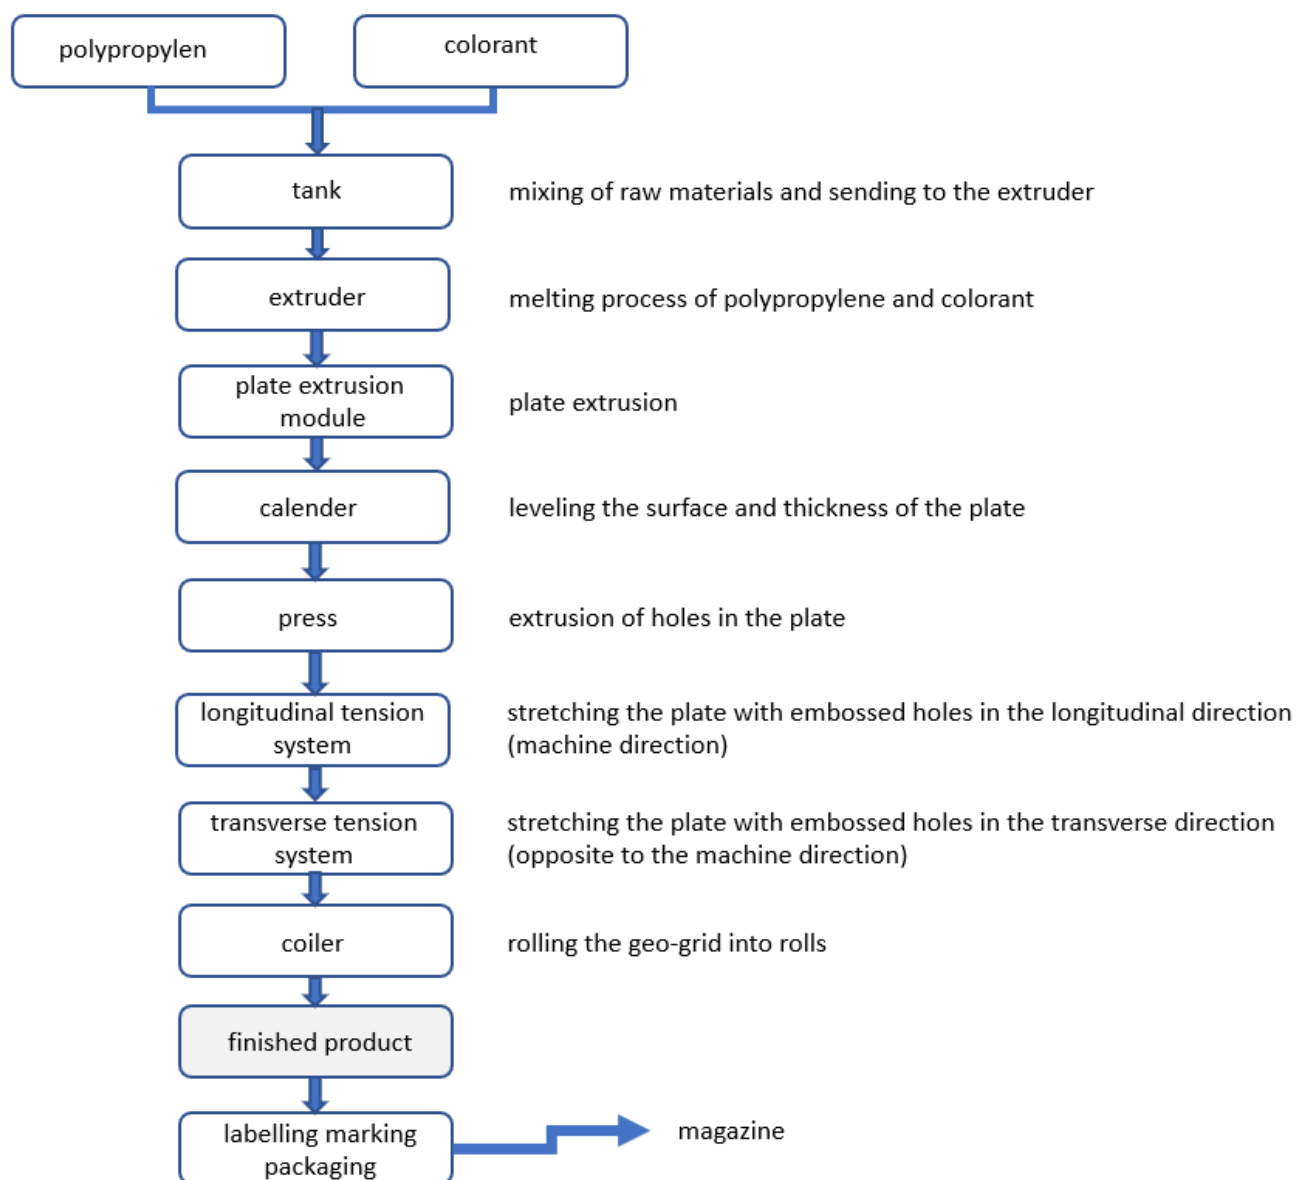 polypropylen
colorant
tank
mixing of raw materials and sending to the extruder
extruder
melting process of polypropylene and colorant
plate extrusion
module
plate extrusion
calender
leveling the surface and thickness of the plate
press
extrusion of holes in the plate
longitudinal tension
system
stretching the plate with embossed holes in the longitudinal direction
(machine direction)
transverse tension
system
stretching the plate with embossed holes in the transverse direction
(opposite to the machine direction)
coiler
rolling the geo-grid into rolls
finished product
labelling marking
packaging
magazine